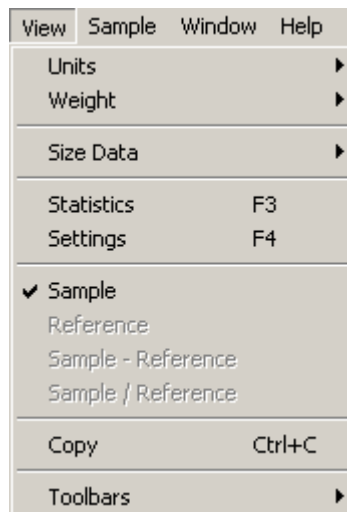 View Sample Window Help
Units
Weight
Size Data
Statistics F3
Settings F4
Sample
Reference
Sample - Reference
Sample / Reference
Copy Ctrl+C
Toolbars